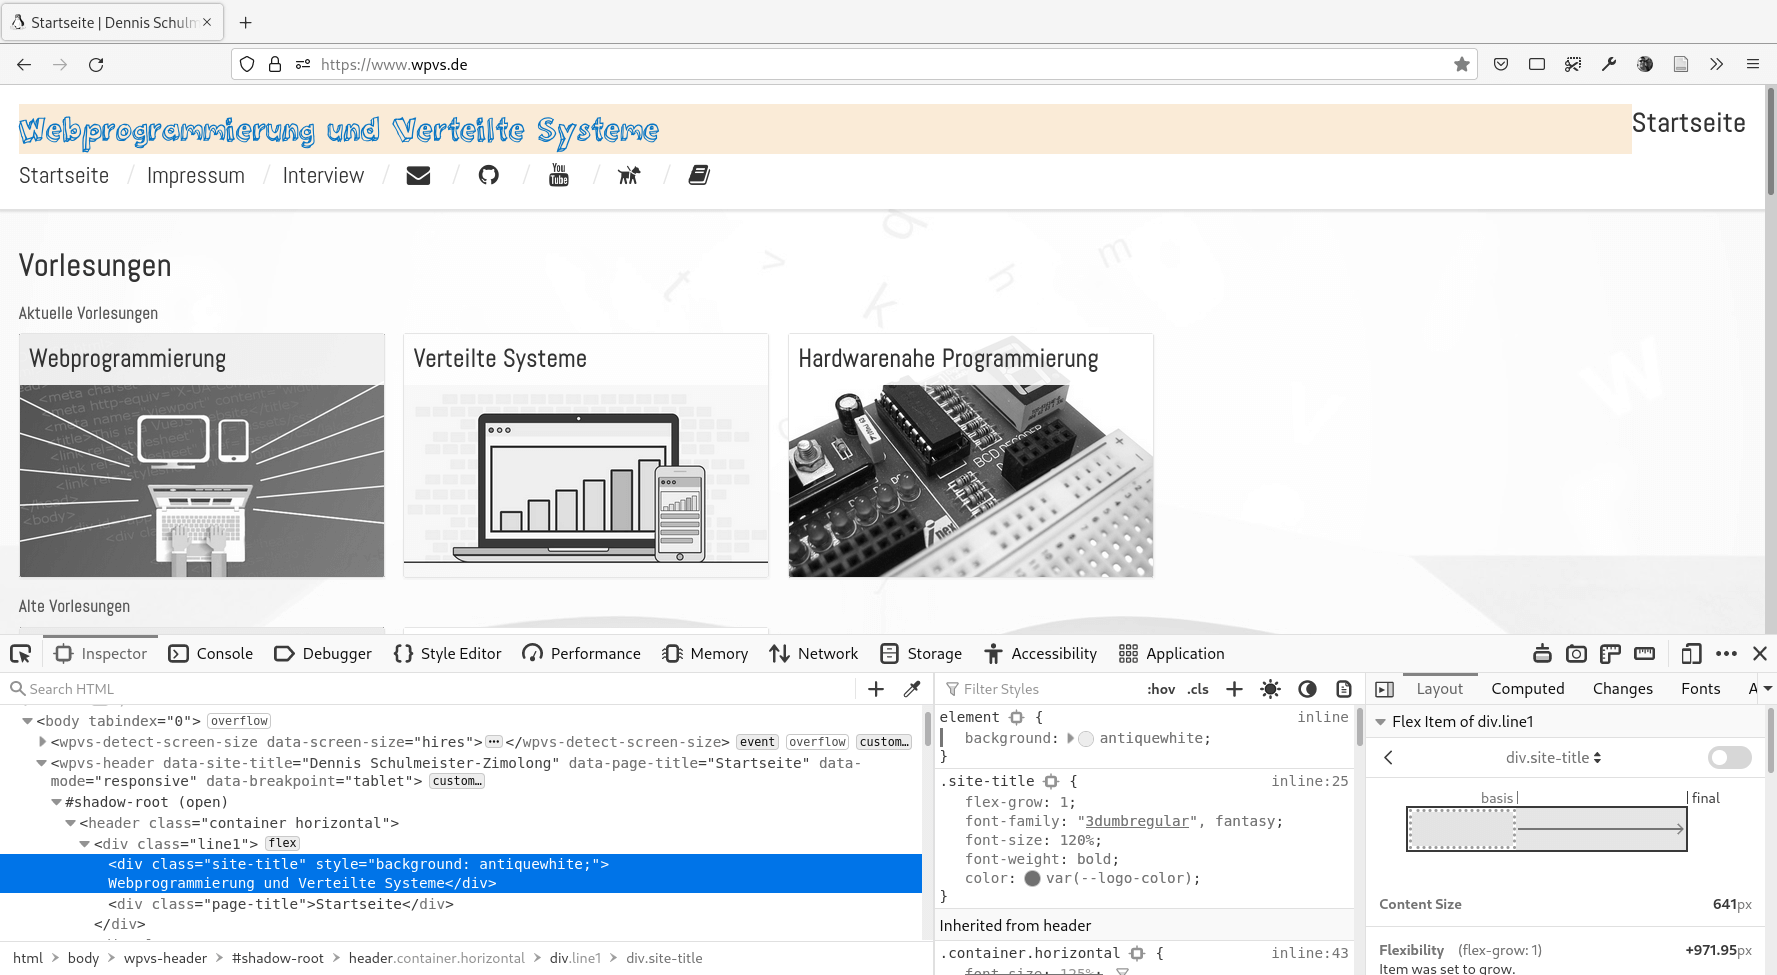 Startseite | Dennis Schulm
https://www.wpvs.de
Webprogrammierung und Verteilte Systeme
Startseite
Startseite / Impressum / Interview / / / You Tube / /
Vorlesungen
Aktuelle Vorlesungen
Webprogrammierung
Verteilte Systeme
Hardwarenahe Programmierung
BCD DECODER
Alte Vorlesungen
Inspector Console Debugger Style Editor Performance Memory Network Storage Accessibility Application
Search HTML
<body tabindex="0"> overflow
<wpvs-detect-screen-size data-screen-size="hires"> ••• </wpvs-detect-screen-size> event overflow custom…
<wpvs-header data-site-title="Dennis Schulmeister-Zimolong" data-page-title="Startseite" data-
mode="responsive" data-breakpoint="tablet"> custom…
#shadow-root (open)
<header class="container horizontal">
<div class="line1"> flex
<div class="site-title" style="background: antiquewhite;">
Webprogrammierung und Verteilte Systeme</div>
<div class="page-title">Startseite</div>
</div>
html > body > wpvs-header > #shadow-root > header.container.horizontal > div.line1 > div.site-title
Filter Styles :hov .cls
element { inline
background: antiquewhite;
}
.site-title { inline:25
flex-grow: 1;
font-family: "3dumbregular", fantasy;
font-size: 120%;
font-weight: bold;
color: var(--logo-color);
}
Inherited from header
.container.horizontal { inline:43
font-size: 125%;
Layout Computed Changes Fonts A
Flex Item of div.line1
div.site-title
basis final
Content Size 641px
Flexibility (flex-grow: 1) +971.95px
Item was set to grow.